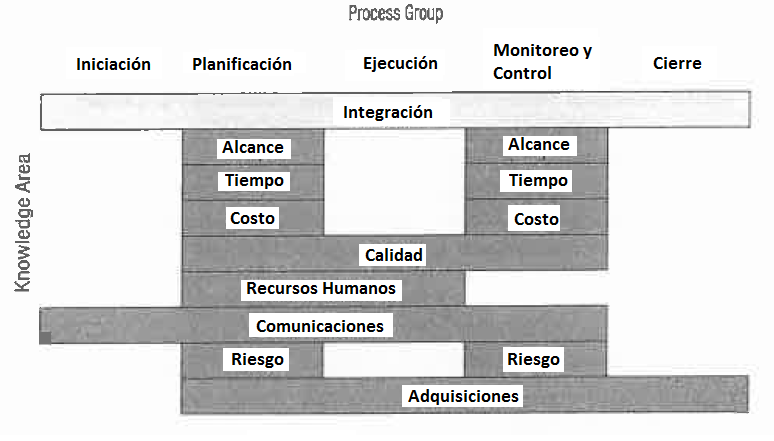 Process Group
Iniciación Planificación Ejecución Monitoreo y Control Cierre
Integración
Alcance Alcance
Tiempo Tiempo
Costo Costo
Calidad
Recursos Humanos
Comunicaciones
Riesgo Riesgo
Adquisiciones
Knowledge Area